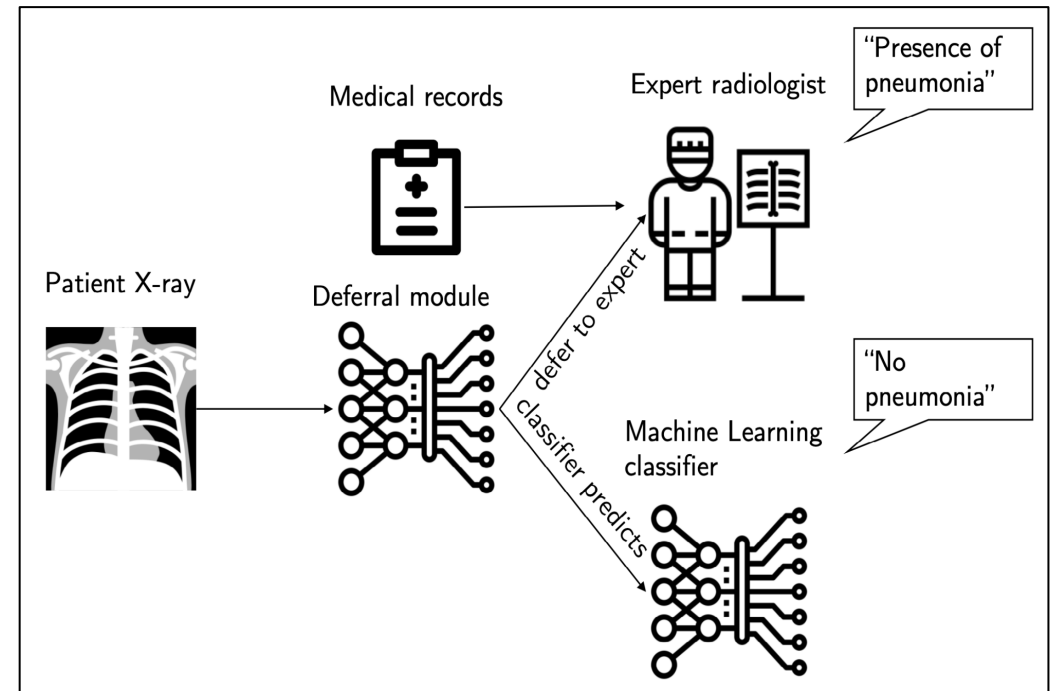 “Presence of
pneumonia”
Expert radiologist
Medical records
Patient X-ray
Deferral module
defer to expert
classifier predicts
“No
pneumonia”
Machine Learning
classifier